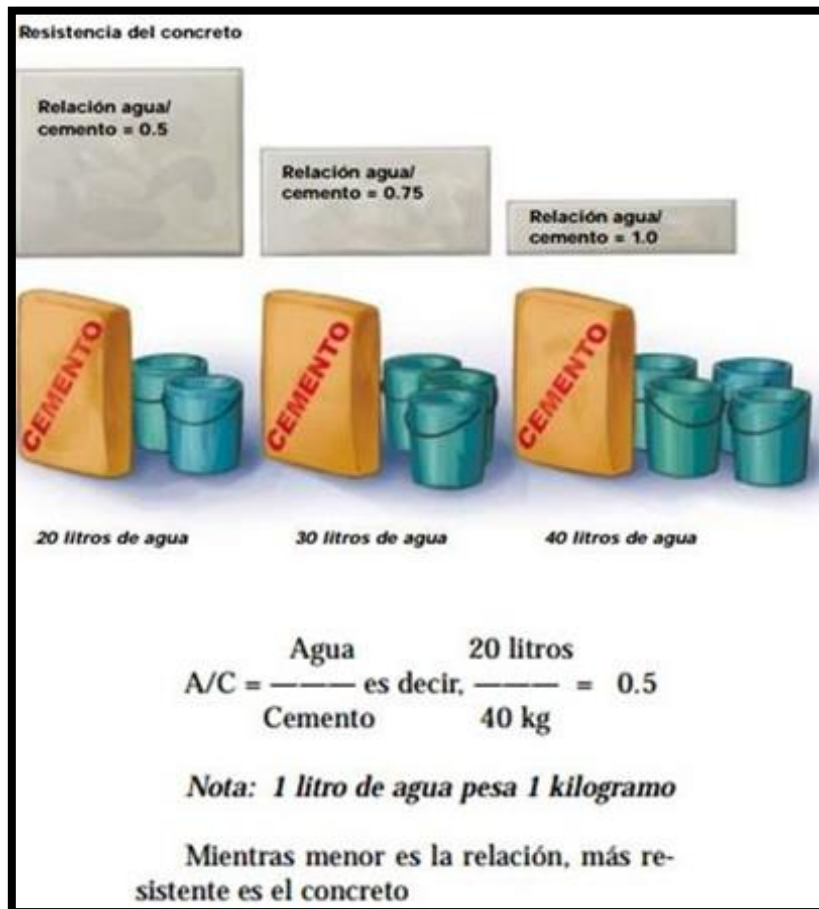 Resistencia del concreto
Relación agua/
cemento = 0.5
Relación agua/
cemento = 0.75
Relación agua/
cemento = 1.0
CEMENTO
CEMENTO
CEMENTO
20 litros de agua
30 litros de agua
40 litros de agua
Agua 20 litros
A/C = ——— es decir, ——— = 0.5
Cemento 40 kg
Nota: 1 litro de agua pesa 1 kilogramo
Mientras menor es la relación, más re-
sistente es el concreto